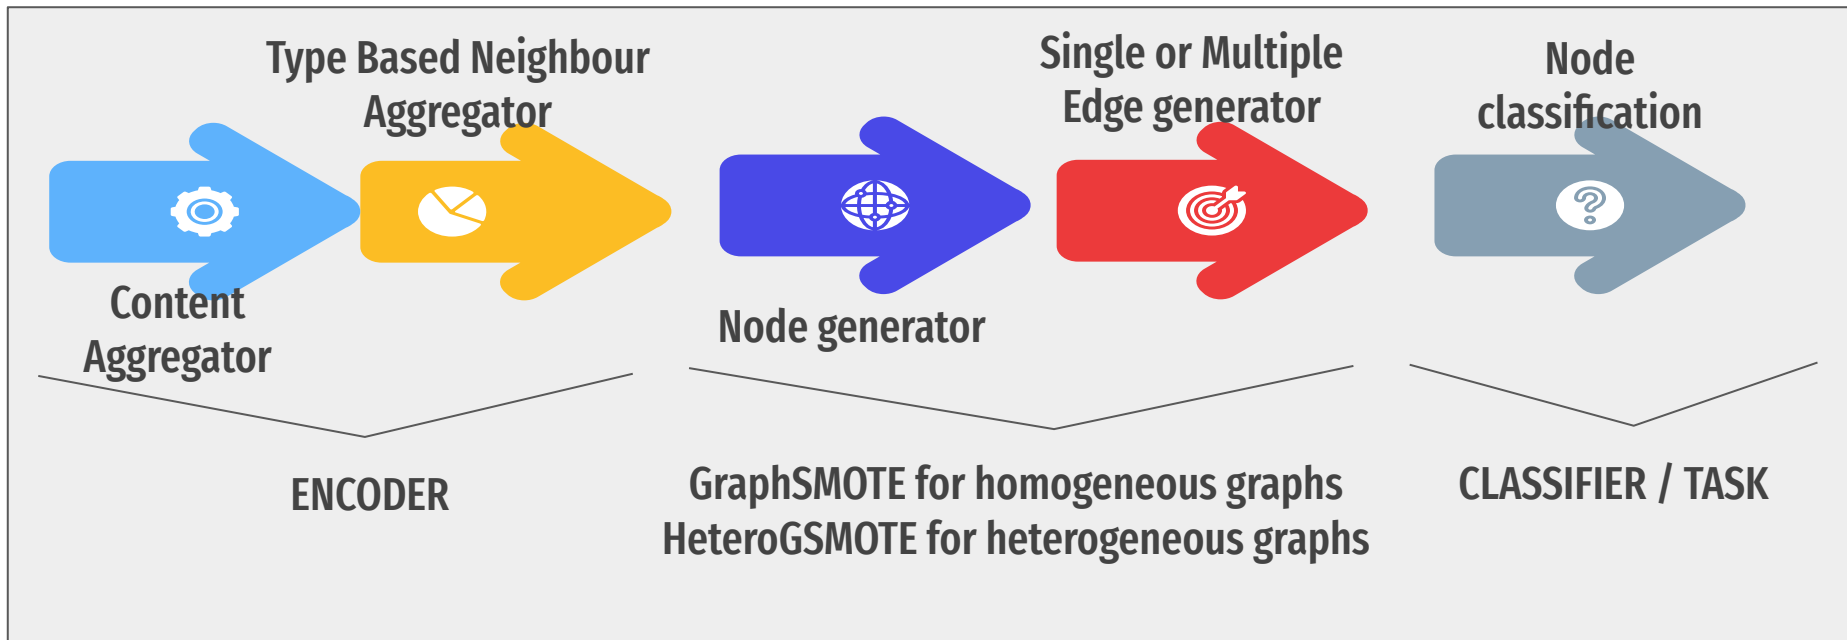 Type Based Neighbour
Aggregator
Single or Multiple
Edge generator
Node
classification
Content
Aggregator
Node generator
ENCODER
GraphSMOTE for homogeneous graphs
HeteroGSMOTE for heterogeneous graphs
CLASSIFIER / TASK